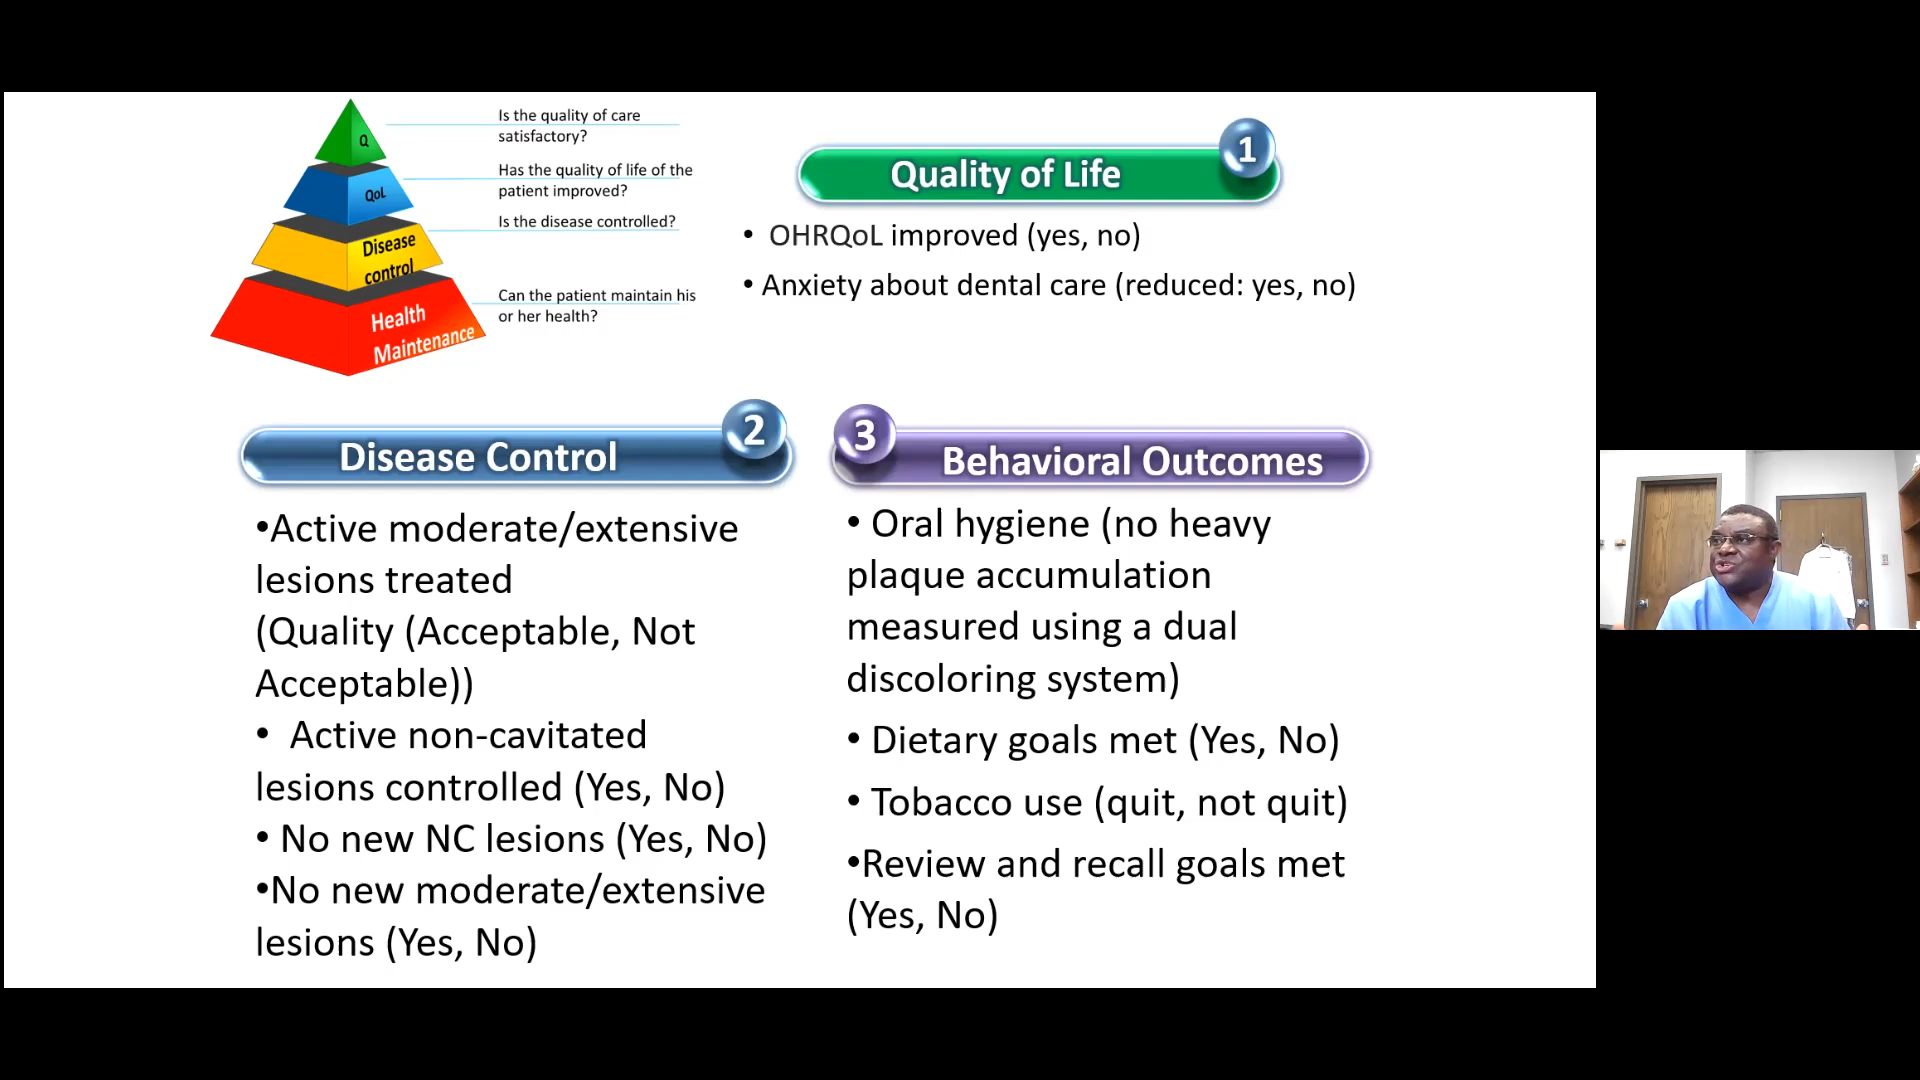 Q
QoL
Disease
control
Health
Maintenance
Is the quality of care
satisfactory?
Has the quality of life of the
patient improved?
Is the disease controlled?
Can the patient maintain his
or her health?
1
Quality of Life
• OHRQoL improved (yes, no)
• Anxiety about dental care (reduced: yes, no)
2
Disease Control
•Active moderate/extensive
lesions treated
(Quality (Acceptable, Not
Acceptable))
• Active non-cavitated
lesions controlled (Yes, No)
• No new NC lesions (Yes, No)
•No new moderate/extensive
lesions (Yes, No)
3
Behavioral Outcomes
• Oral hygiene (no heavy
plaque accumulation
measured using a dual
discoloring system)
• Dietary goals met (Yes, No)
• Tobacco use (quit, not quit)
•Review and recall goals met
(Yes, No)